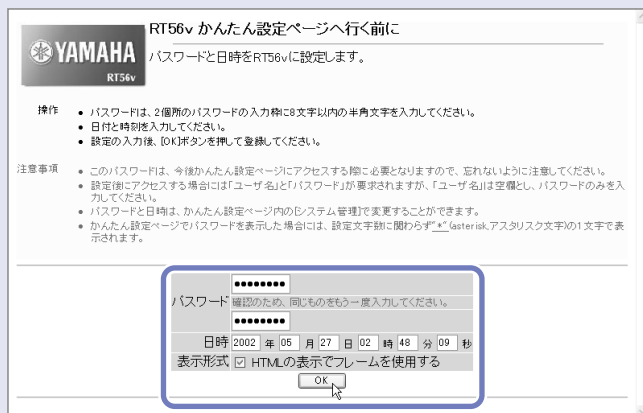 RT56v かんたん設定ページへ行く前に
YAMAHA
RT56v
パスワードと日時をRT56vに設定します。
操作
● パスワードは、2個所のパスワードの入力枠に8文字以内の半角文字を入力してください。
● 日付と時刻を入力してください。
● 設定の入力後、[OK]ボタンを押して登録してください。
注意事項
● このパスワードは、今後かんたん設定ページにアクセスする際に必要となりますので、忘れないように注意してください。
● 設定後にアクセスする場合には「ユーザ名」と「パスワード」が要求されますが、「ユーザ名」は空欄とし、パスワードのみを入
力してください。
● パスワードと日時は、かんたん設定ページ内の[システム管理]で変更することができます。
● かんたん設定ページでパスワードを表示した場合には、設定文字数に関わらず"*"(asterisk,アスタリスク文字)の1文字で表
示されます。
●●●●●●●●
パスワード 確認のため、同じものをもう一度入力してください。
●●●●●●●●
日時 2002 年 05 月 27 日 02 時 48 分 09 秒
表示形式 ☑ HTMLの表示でフレームを使用する
OK